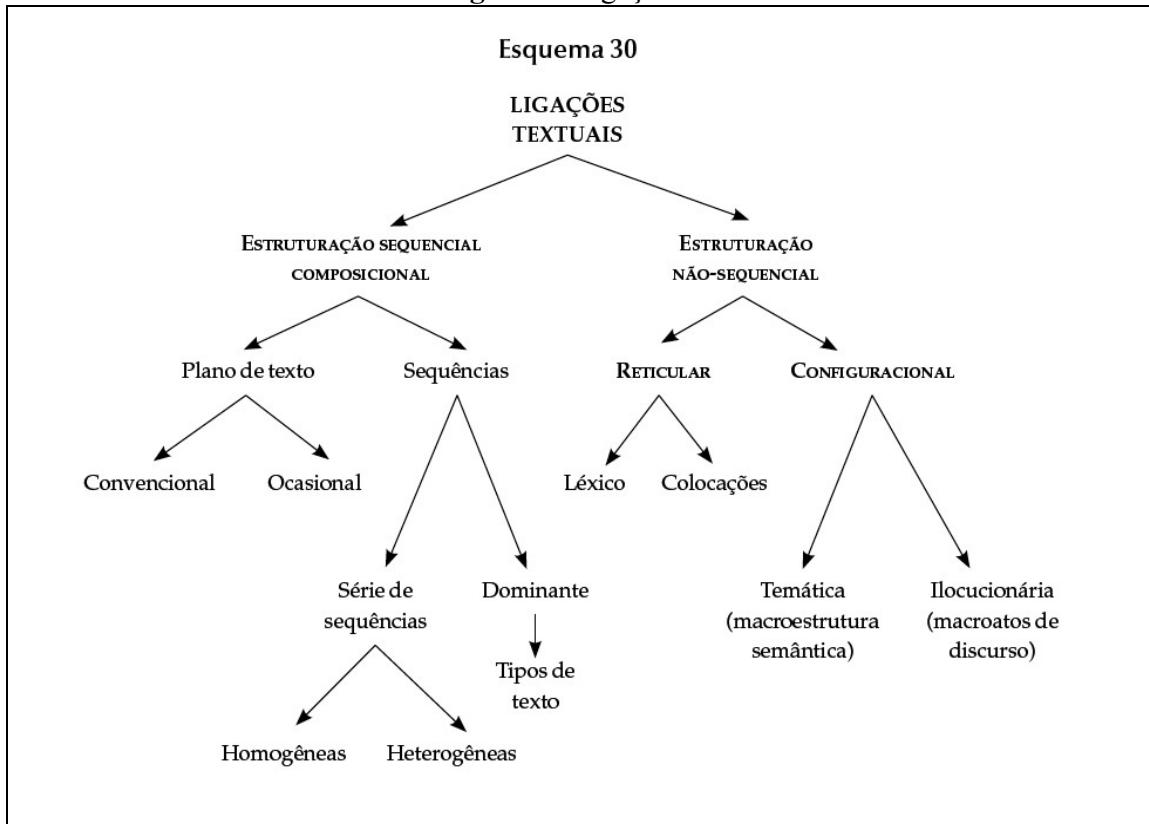 Esquema 30
LIGAÇÕES
TEXTUAIS
ESTRUTURAÇÃO SEQUENCIAL
COMPOSICIONAL
ESTRUTURAÇÃO
NÃO-SEQUENCIAL
Plano de texto
Sequências
RETICULAR
CONFIGURACIONAL
Convencional
Ocasional
Léxico
Colocações
Série de
sequências
Dominante
Temática
(macroestrutura
semântica)
Ilocucionária
(macroatos de
discurso)
Tipos de
texto
Homogêneas
Heterogêneas